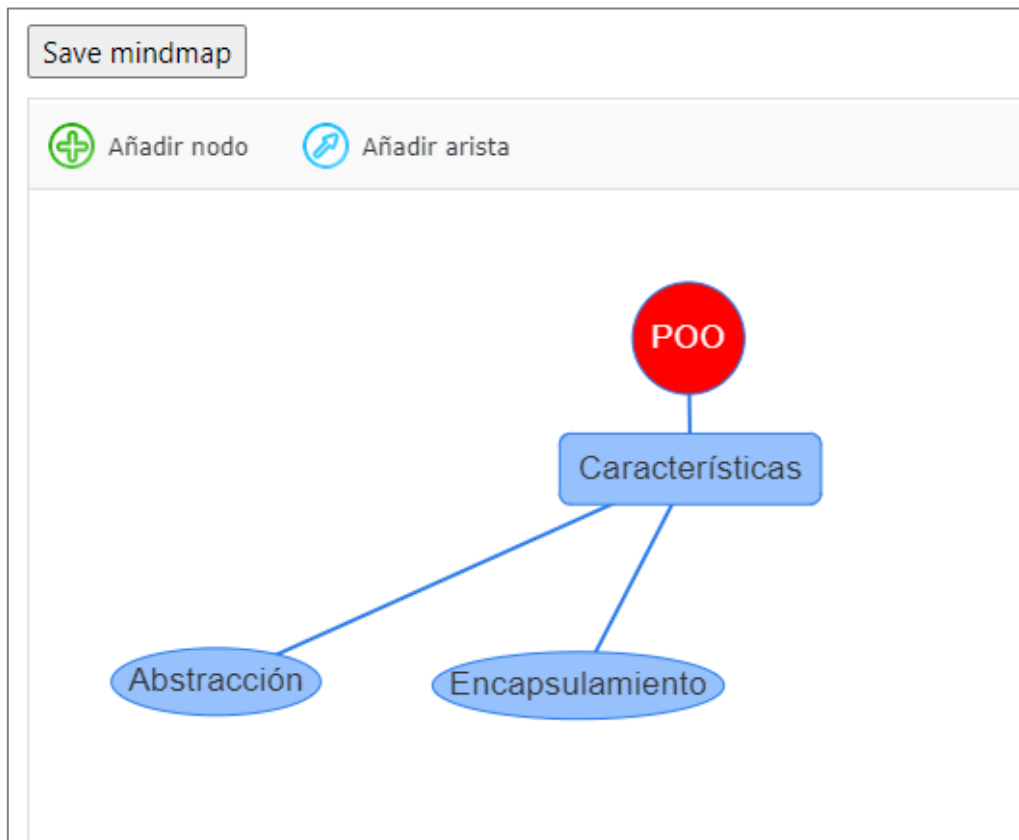 Save mindmap
Añadir nodo Añadir arista
POO
Características
Abstracción Encapsulamiento